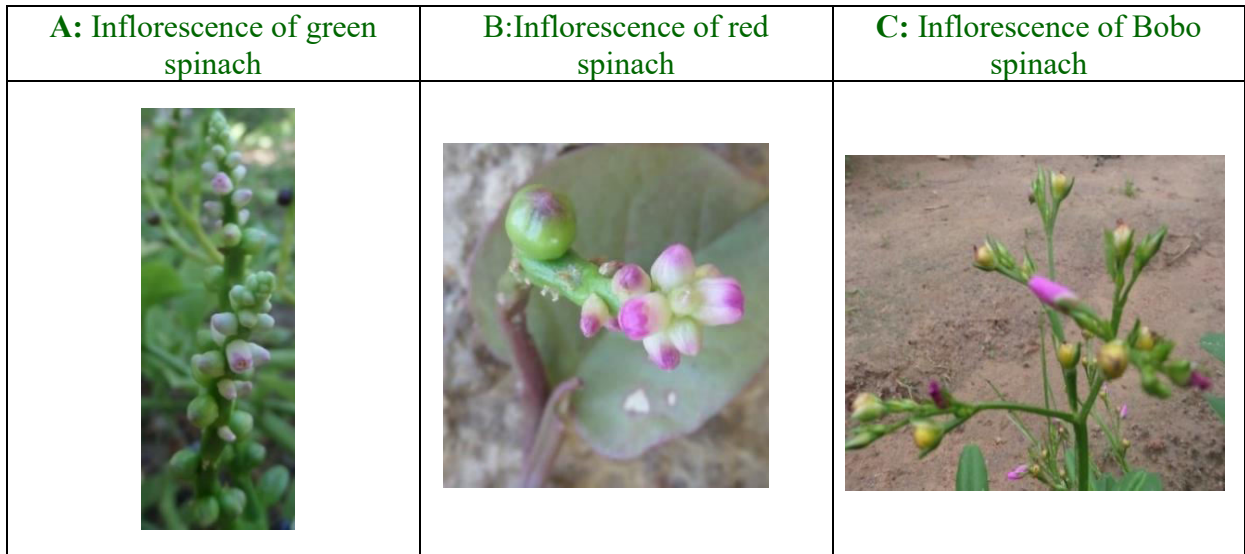 A: Inflorescence of green
spinach
B:Inflorescence of red
spinach
C: Inflorescence of Bobo
spinach